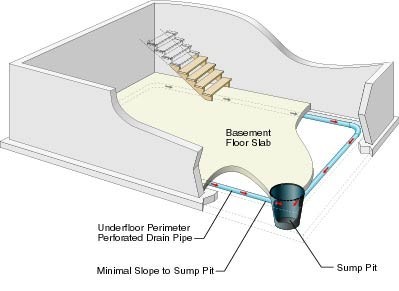 Basement
Floor Slab
Underfloor Perimeter
Perforated Drain Pipe
Minimal Slope to Sump Pit
Sump Pit